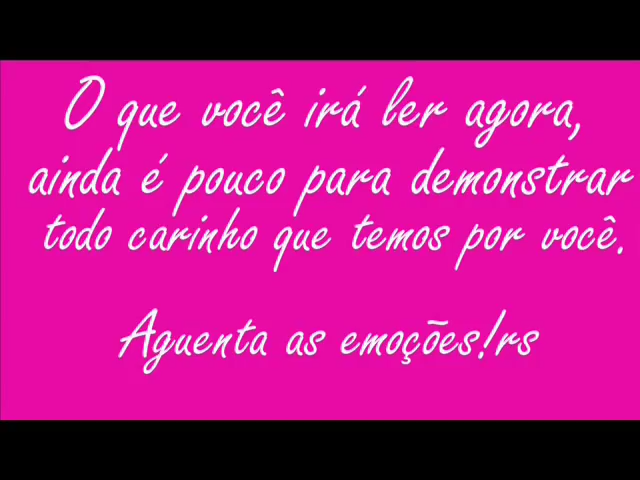 O que você irá ler agora,
ainda é pouco para demonstrar
todo carinho que temos por você.
Aguenta as emoções!rs